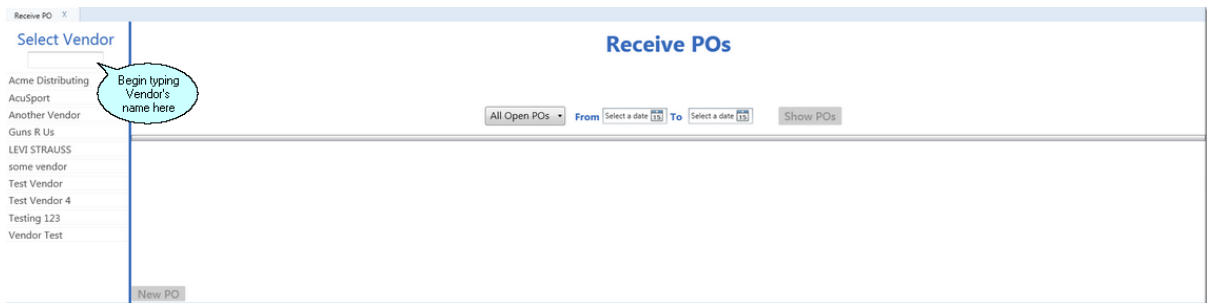 Receive PO X
Select Vendor
Begin typing
Vendor's
name here
Acme Distributing
AcuSport
Another Vendor
Guns R Us
LEVI STRAUSS
some vendor
Test Vendor
Test Vendor 4
Testing 123
Vendor Test
Receive POs
All Open POs From Select a date 15 To Select a date 15 Show POs
New PO